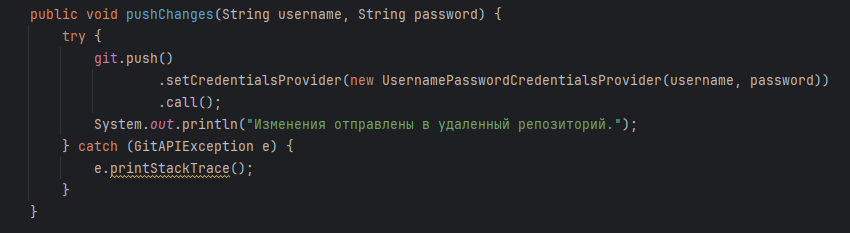 public void pushChanges(String username, String password) {
try {
git.push()
.setCredentialsProvider(new UsernamePasswordCredentialsProvider(username, password))
.call();
System.out.println("Изменения отправлены в удаленный репозиторий.");
} catch (GitAPIException e) {
e.printStackTrace();
}
}